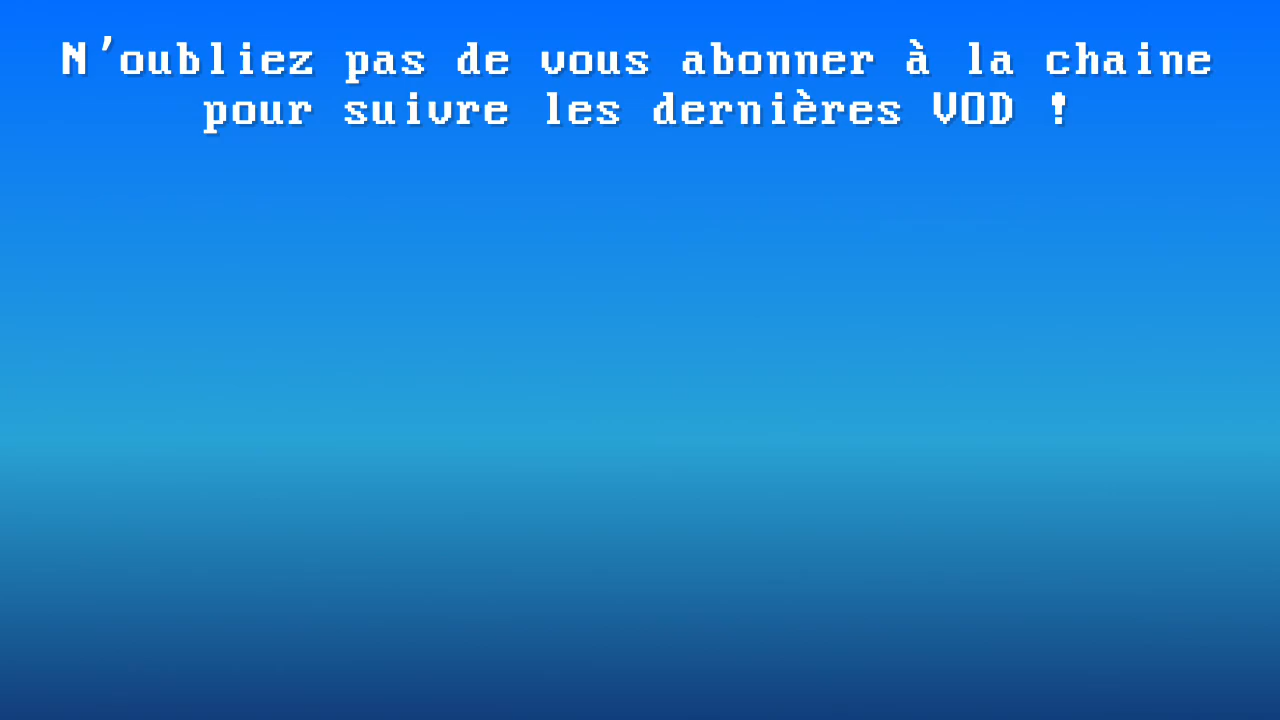 N'oubliez pas de vous abonner à la chaine
pour suivre les dernières VOD !